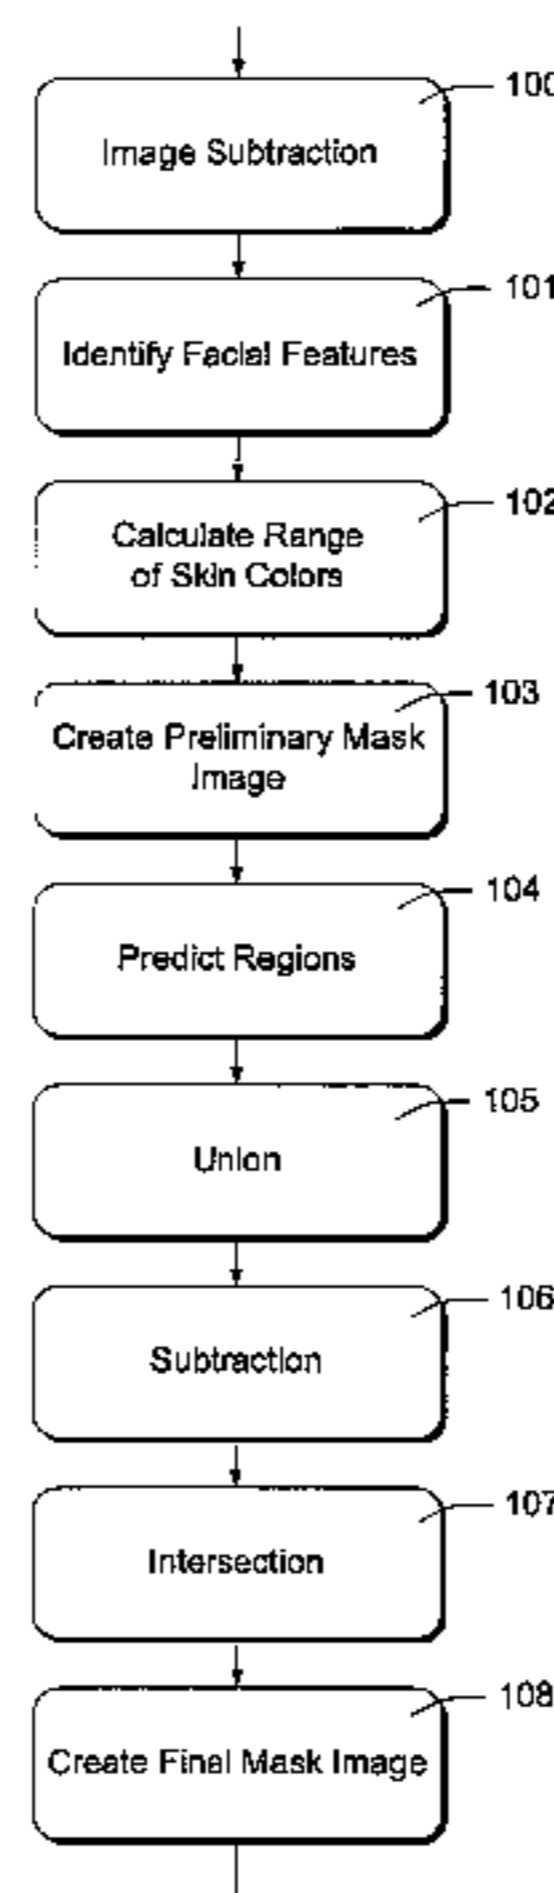 100
Image Subtraction
101
Identify Facial Features
102
Calculate Range
of Skin Colors
103
Create Preliminary Mask
Image
104
Predict Regions
105
Union
106
Subtraction
107
Intersection
108
Create Final Mask Image